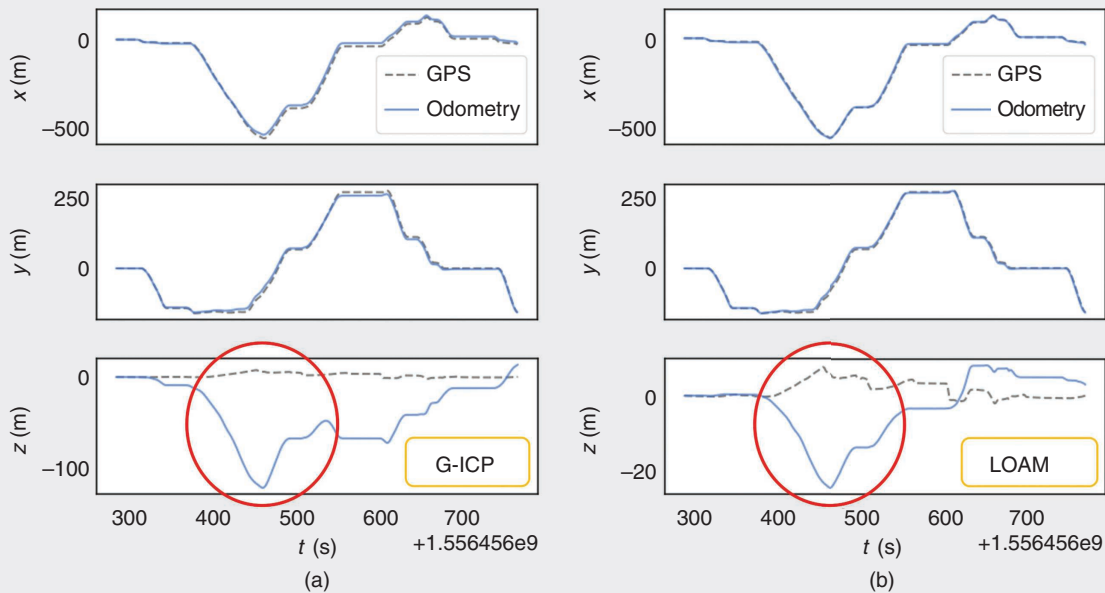 0
x (m)
−500
GPS
Odometry
250
y (m)
0
0
z (m)
−100
G-ICP
300 400 500 600 700
t (s) +1.556456e9
(a)
0
x (m)
−500
GPS
Odometry
250
y (m)
0
0
z (m)
−20
LOAM
300 400 500 600 700
t (s) +1.556456e9
(b)